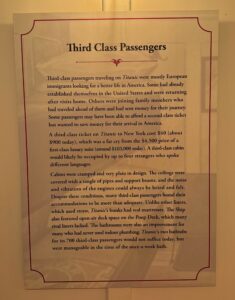 Third Class Passengers
Third-class passengers traveling on Titanic were mostly European
immigrants looking for a better life in America. Some had already
established themselves in the United States and were returning
after visits home. Others were joining family members who
had traveled ahead of them and had sent money for their journey.
Some passengers may have been able to afford a second-class ticket
but wanted to save money for their arrival in America.
A third class ticket on Titanic to New York cost $40 (about
$900 today), which was a far cry from the $4,500 price of a
first-class luxury suite (around $103,000 today). A third-class cabin
would likely be occupied by up to four strangers who spoke
different languages.
Cabins were cramped and very plain in design. The ceilings were
covered with a jungle of pipes and support beams, and the noise
and vibration of the engines could always be heard and felt.
Despite these conditions, many third-class passengers found their
accommodations to be more than adequate. Unlike other liners,
which used straw, Titanic's bunks had real mattresses. The Ship
also featured open-air deck space on the Poop Deck, which many
rival liners lacked. The bathrooms were also an improvement for
many who had never used indoor plumbing. Titanic's two bathtubs
for its 700 third-class passengers would not suffice today, but
were manageable in the time of the once-a-week bath.